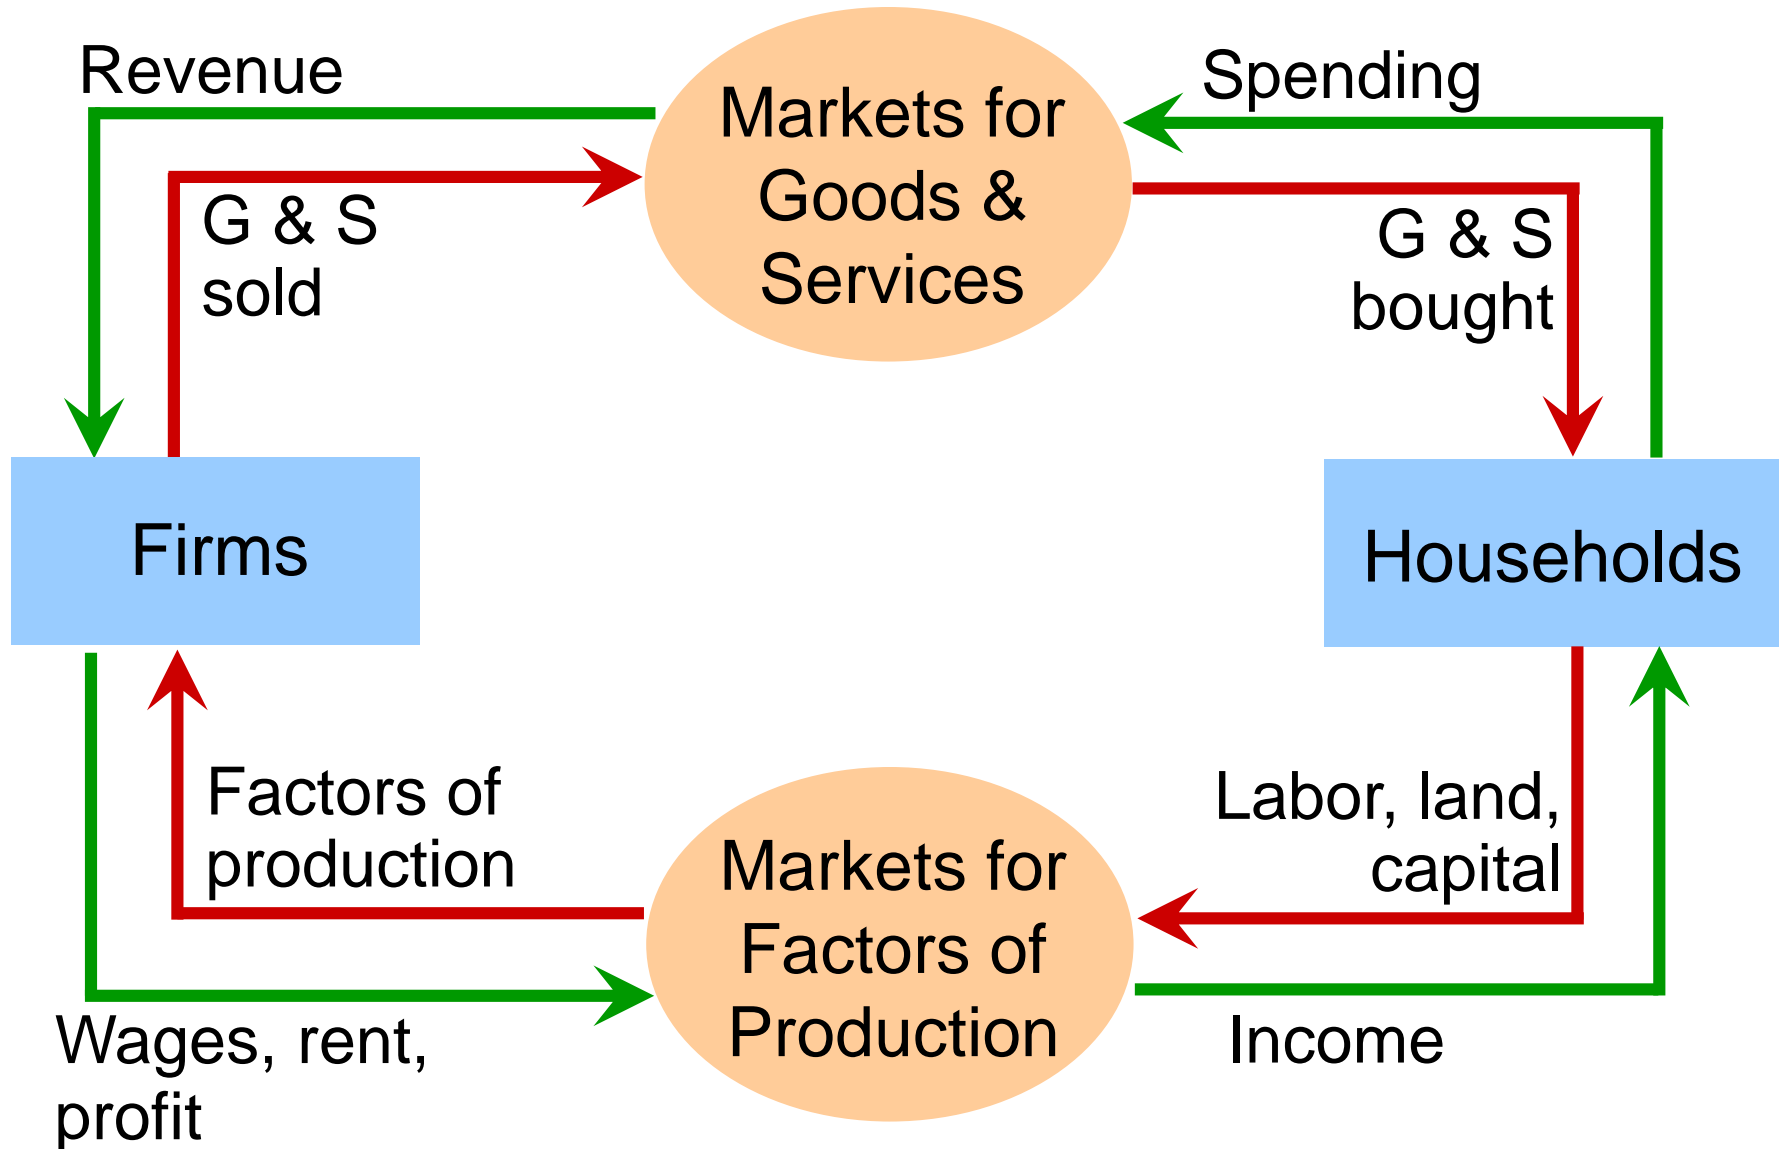 Revenue
Markets for
Goods &
Services
Spending
G & S
sold
G & S
bought
Firms
Households
Factors of
production
Markets for
Factors of
Production
Labor, land,
capital
Wages, rent,
profit
Income